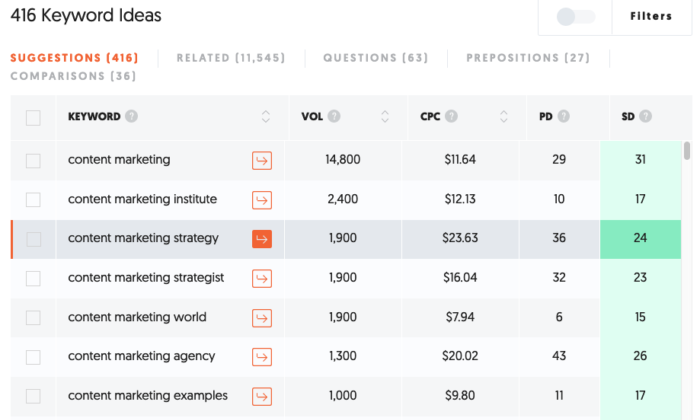 416 Keyword Ideas
Filters
SUGGESTIONS (416) RELATED (11,545) QUESTIONS (63) PREPOSITIONS (27)
COMPARISONS (36)
KEYWORD ? VOL ? CPC ? PD ? SD ?
content marketing 14,800 $11.64 29 31
content marketing institute 2,400 $12.13 10 17
content marketing strategy 1,900 $23.63 36 24
content marketing strategist 1,900 $16.04 32 23
content marketing world 1,900 $7.94 6 15
content marketing agency 1,300 $20.02 43 26
content marketing examples 1,000 $9.80 11 17